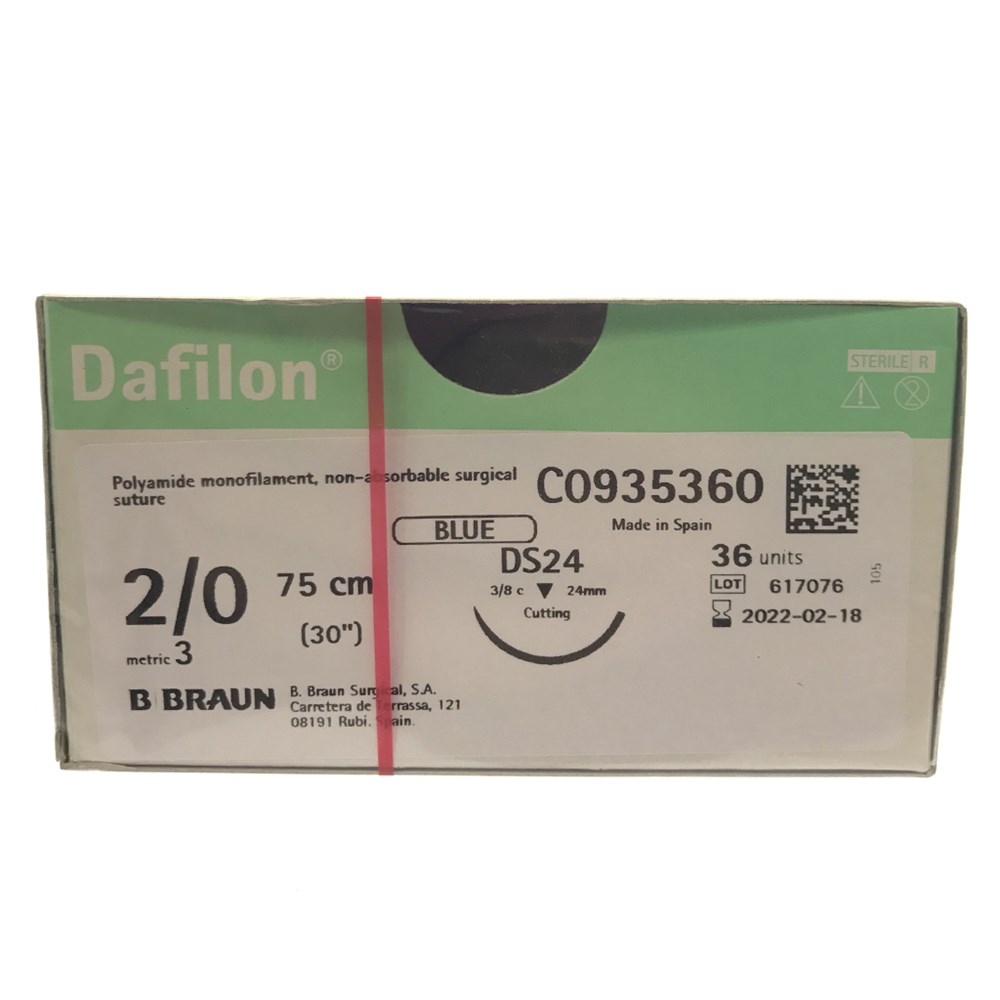 Dafilon®
STERILE R
2
Polyamide monofilament, non-absorbable surgical
suture
C0935360
Made in Spain
BLUE
DS24
3/8 c ▼ 24mm
Cutting
36 units
LOT 617076
2022-02-18
105
2/0
75 cm
(30")
metric 3
B BRAUN
B. Braun Surgical, S.A.
Carretera de Terrassa, 121
08191 Rubi. Spain.